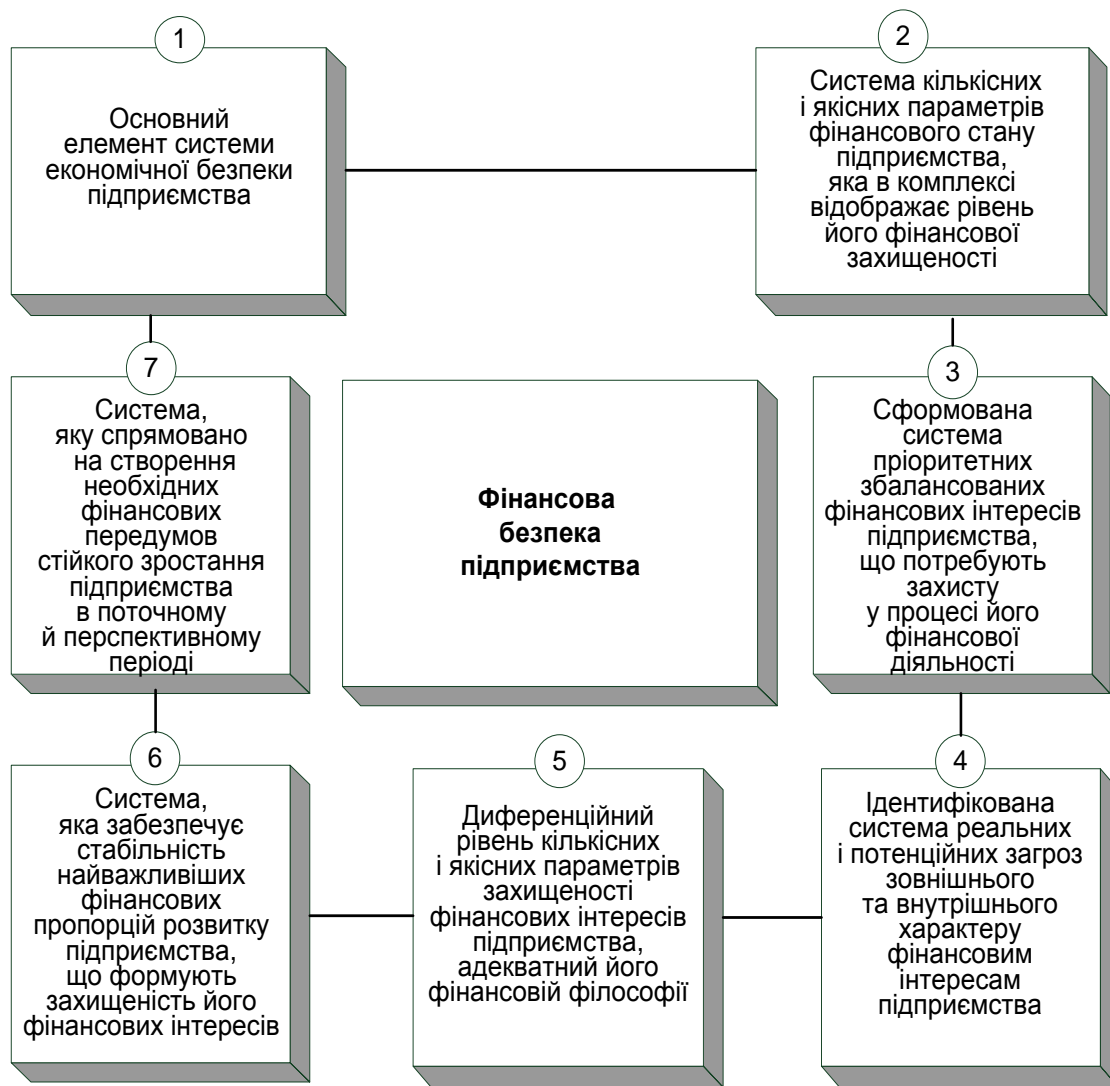 1
Основний
елемент системи
економічної безпеки
підприємства
2
Система кількісних
і якісних параметрів
фінансового стану
підприємства,
яка в комплексі
відображає рівень
його фінансової
захищеності
7
Система,
яку спрямовано
на створення
необхідних
фінансових
передумов
стійкого зростання
підприємства
в поточному
й перспективному
періоді
Фінансова
безпека
підприємства
3
Сформована
система
пріоритетних
збалансованих
фінансових інтересів
підприємства,
що потребують
захисту
у процесі його
фінансової
діяльності
6
Система,
яка забезпечує
стабільність
найважливіших
фінансових
пропорцій розвитку
підприємства,
що формують
захищеність його
фінансових інтересів
5
Диференційний
рівень кількісних
і якісних параметрів
захищеності
фінансових інтересів
підприємства,
адекватний його
фінансовій філософії
4
Ідентифікована
система реальних
і потенційних загроз
зовнішнього
та внутрішнього
характеру
фінансовим
інтересам
підприємства